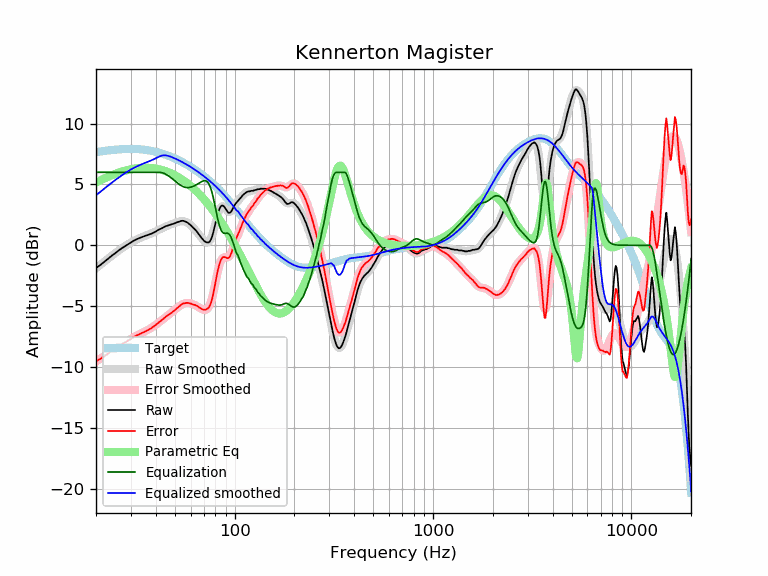 Kennerton Magister
Amplitude (dBr)
10
5
0
−5
−10
−15
−20
Target
Raw Smoothed
Error Smoothed
Raw
Error
Parametric Eq
Equalization
Equalized smoothed
100
1000
10000
Frequency (Hz)